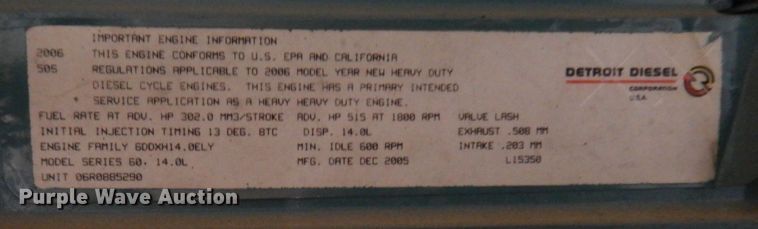 IMPORTANT ENGINE INFORMATION
2006 THIS ENGINE CONFORMS TO U.S. EPA AND CALIFORNIA
505 REGULATIONS APPLICABLE TO 2006 MODEL YEAR NEW HEAVY DUTY
DIESEL CYCLE ENGINES. THIS ENGINE HAS A PRIMARY INTENDED
* SERVICE APPLICATION AS A HEAVY HEAVY DUTY ENGINE.
DETROIT DIESEL
CORPORATION
U.S.A.
FUEL RATE AT ADV. HP 302.0 MM3/STROKE ADV. HP 515 AT 1800 RPM VALVE LASH
INITIAL INJECTION TIMING 13 DEG. BTC DISP. 14.0L EXHAUST .508 MM
ENGINE FAMILY 6DDXH14.0ELY MIN. IDLE 600 RPM INTAKE .203 MM
MODEL SERIES 60, 14.0L MFG. DATE DEC 2005 L15350
UNIT 06R0885290
Purple Wave Auction